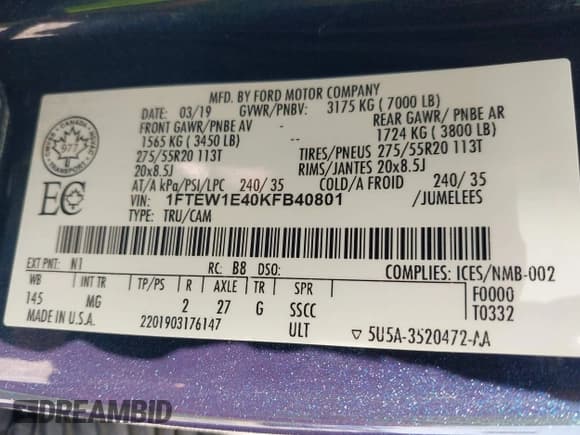 MFD. BY FORD MOTOR COMPANY
DATE: 03/19 GVWR/PNBV: 3175 KG ( 7000 LB)
FRONT GAWR/PNBE AV - REAR GAWR/ PNBE AR
1565 KG ( 3450 LB) 1724 KG ( 3800 LB)
275/55R20 113T TIRES/PNEUS 275/55R20 113T
20x8.5J RIMS/JANTES 20x8.5J
AT/A kPa/PSI/LPC 240/ 35 COLD/A FROID 240/ 35
VIN: 1FTEW1E40KFB40801 /JUMELEES
TYPE: TRU/CAM
CANADA
977
TRANSPORT
EC
EXT PNT: N1 RC: B8 DSO: COMPLIES: ICES/NMB-002
WB INT TR TP/PS R AXLE TR SPR F0000
145 MG 2 27 G SSCC T0332
MADE IN U.S.A. 2201903176147 ULT ▽ 5U5A-3520472-AA
DREAMBID